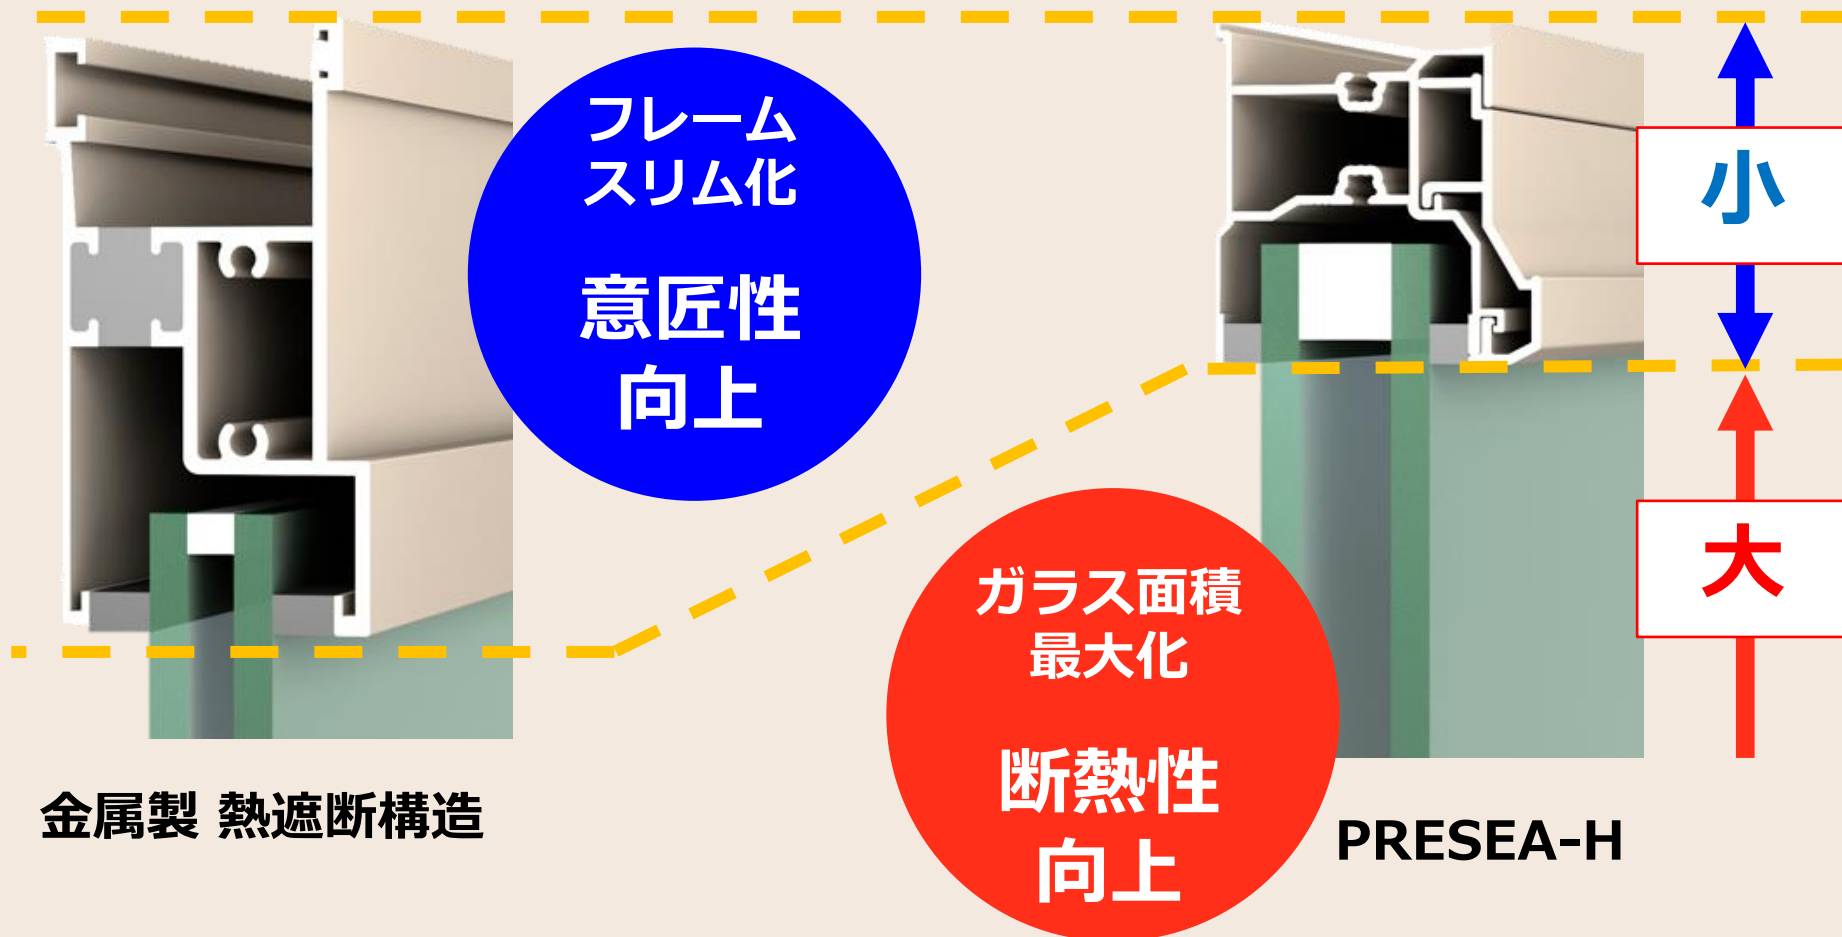 フレーム
スリム化
意匠性
向上
小
大
ガラス面積
最大化
断熱性
向上
金属製 熱遮断構造
PRESEA-H